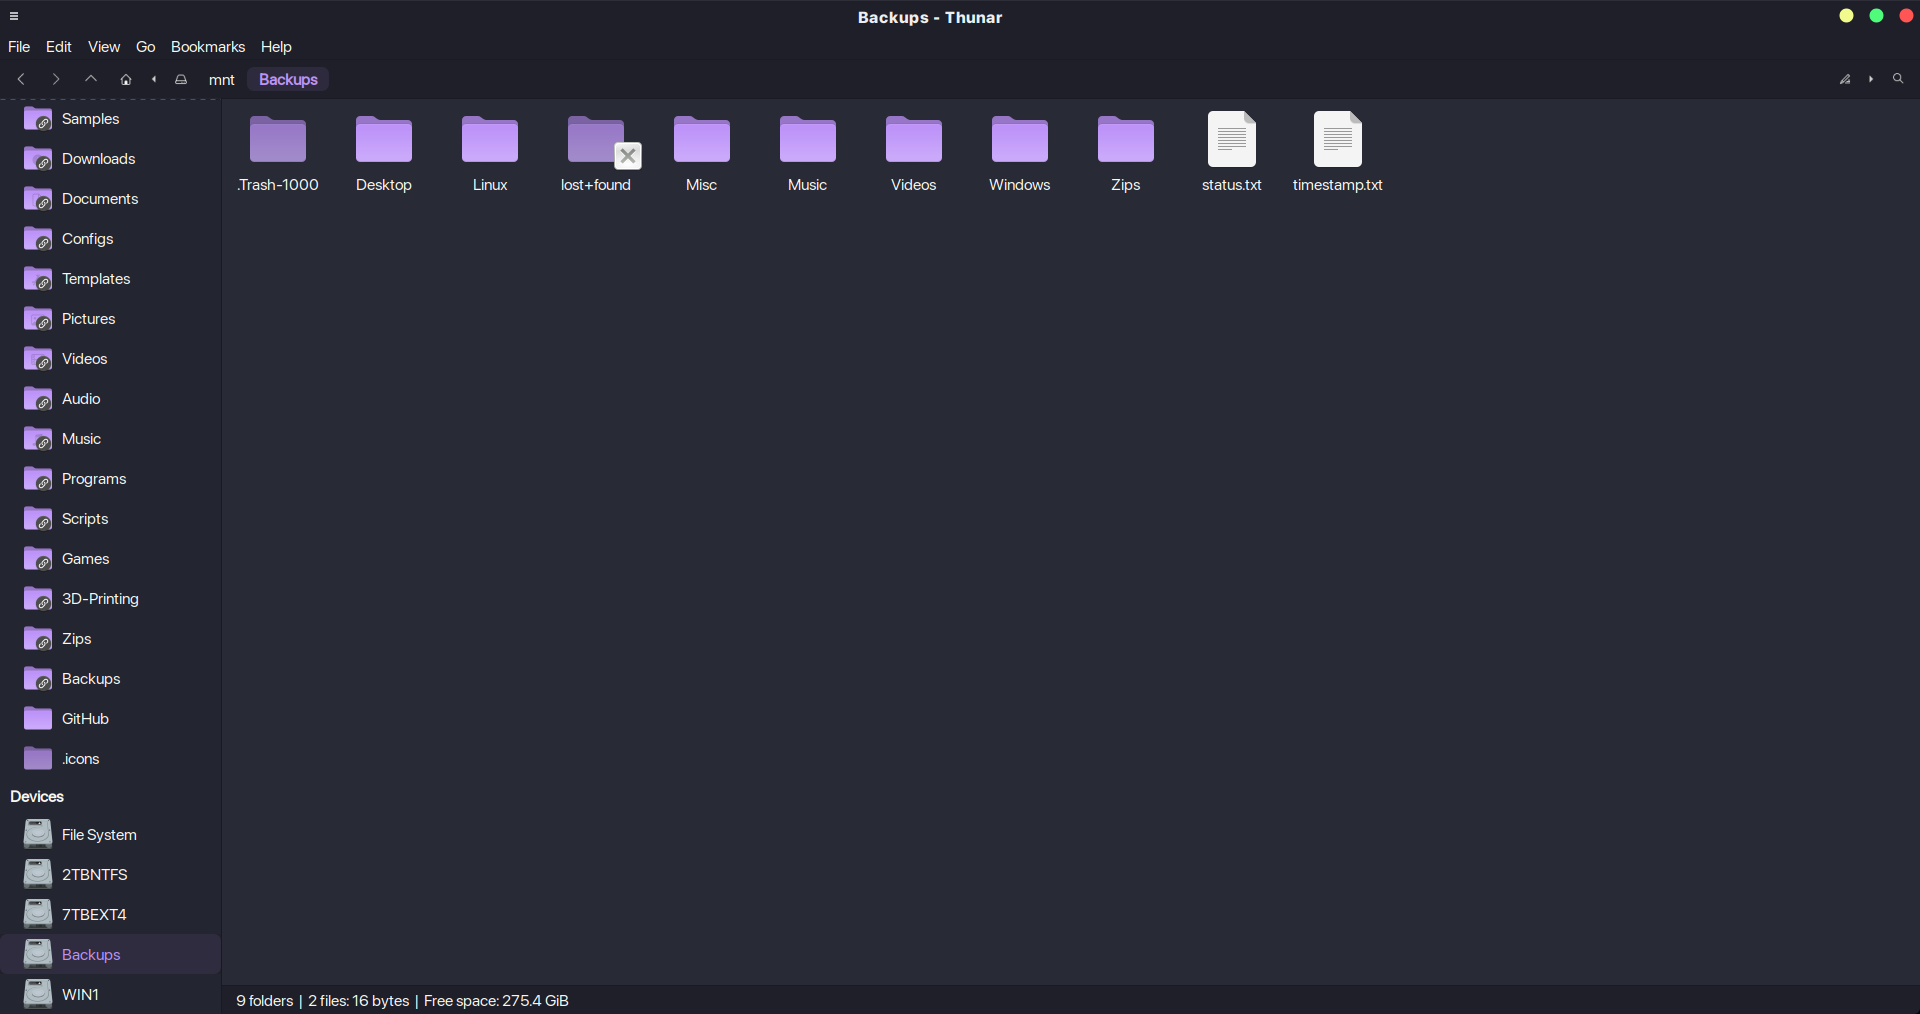 Backups - Thunar
File Edit View Go Bookmarks Help
mnt Backups
Samples
Downloads
Documents
Configs
Templates
Pictures
Videos
Audio
Music
Programs
Scripts
Games
3D-Printing
Zips
Backups
GitHub
.icons
Devices
File System
2TBNTFS
7TBEXT4
Backups
WIN1
.Trash-1000 Desktop Linux lost+found Misc Music Videos Windows Zips status.txt timestamp.txt
9 folders | 2 files: 16 bytes | Free space: 275.4 GiB